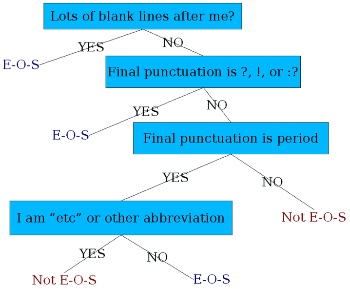 Lots of blank lines after me?
YES
NO
E-O-S
Final punctuation is ?, !, or :?
YES
NO
E-O-S
Final punctuation is period
YES
NO
I am “etc” or other abbreviation
Not E-O-S
YES
NO
Not E-O-S
E-O-S